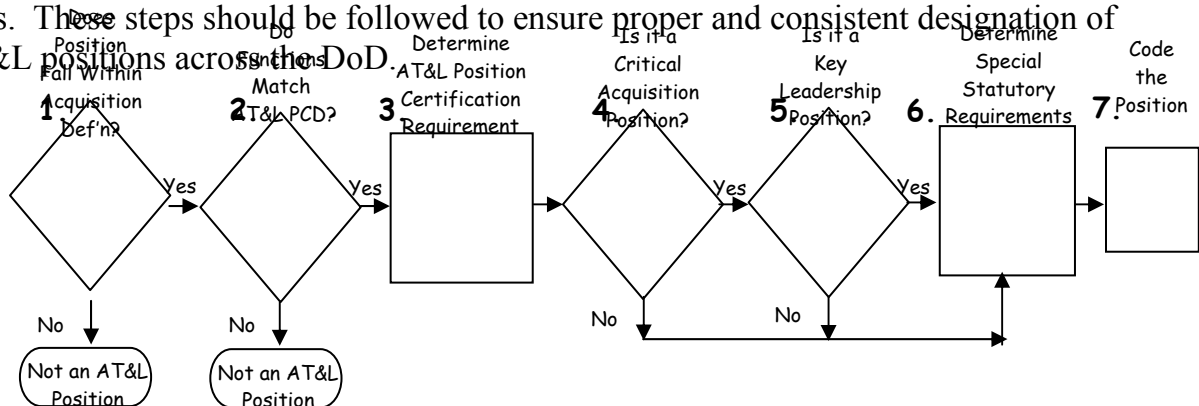 s. These steps should be followed to ensure proper and consistent designation of
&L positions across the DoD.
1.
Does
Position
Fall Within
Acquisition
Def'n?
2.
Do
Functions
Match
AT&L PCD?
3.
Determine
AT&L Position
Certification
Requirement
4.
Is it a
Critical
Acquisition
Position?
5.
Is it a
Key
Leadership
Position?
6.
Determine
Special
Statutory
Requirements
7.
Code
the
Position
Yes
Yes
Yes
Yes
No
No
No
No
Not an AT&L
Position
Not an AT&L
Position